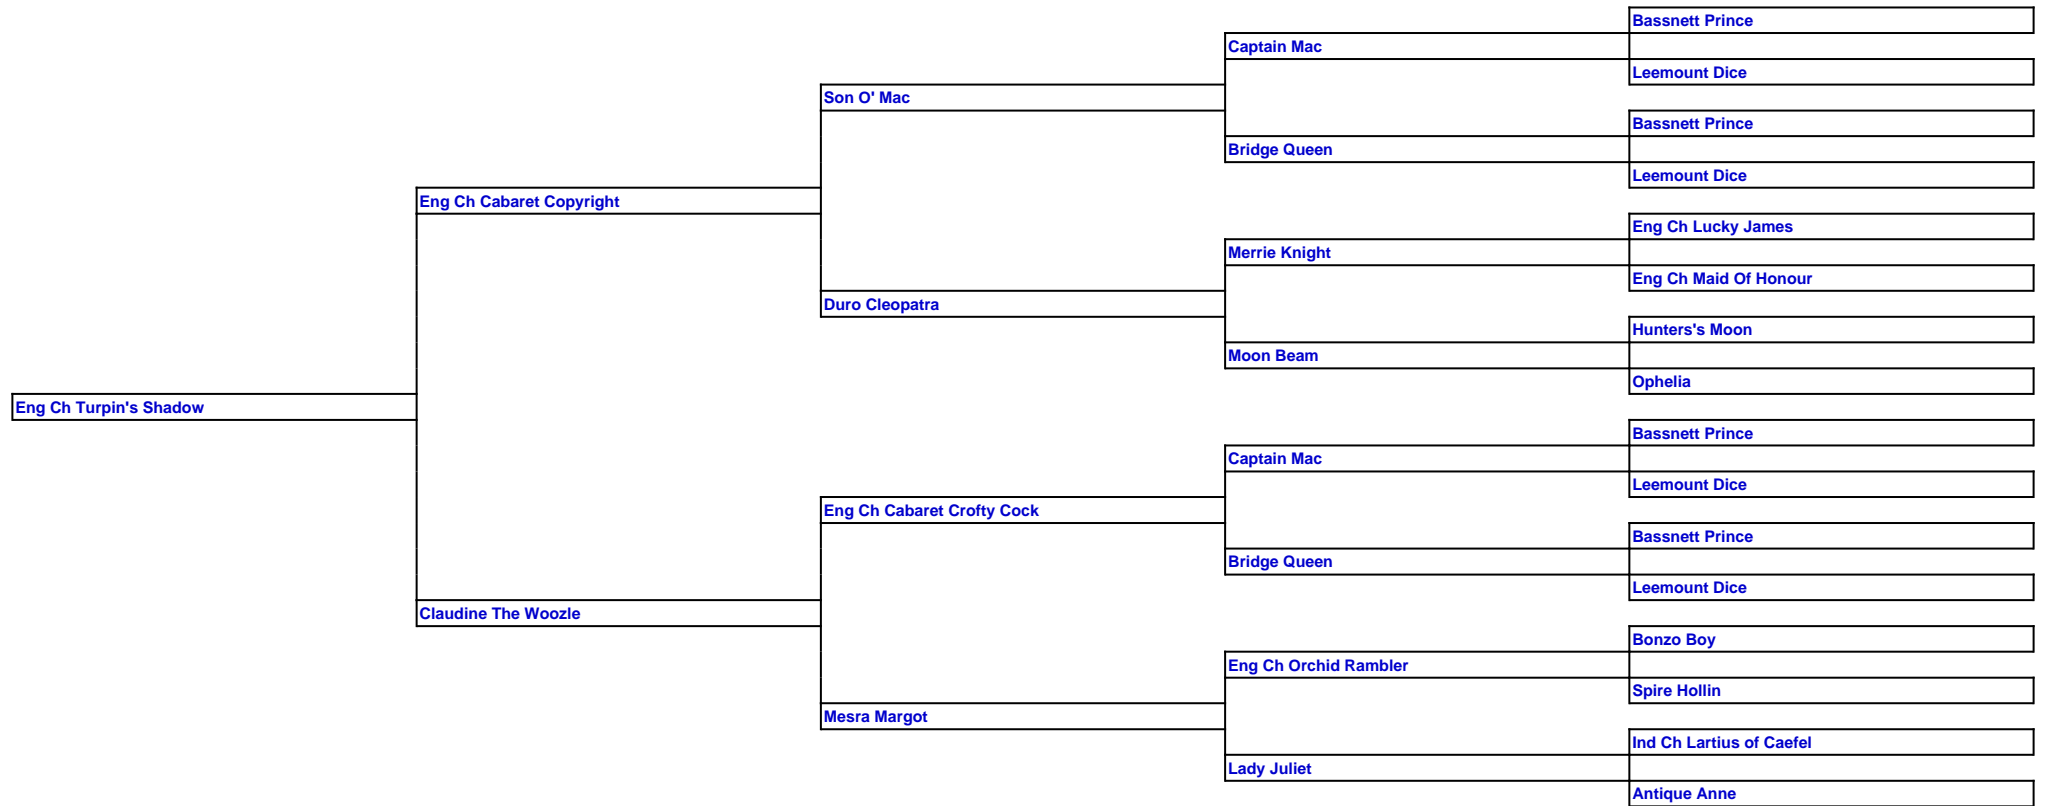 Bassnett Prince
Captain Mac
Leemount Dice
Son O' Mac
Bassnett Prince
Bridge Queen
Leemount Dice
Eng Ch Cabaret Copyright
Eng Ch Lucky James
Merrie Knight
Eng Ch Maid Of Honour
Duro Cleopatra
Hunters's Moon
Moon Beam
Ophelia
Eng Ch Turpin's Shadow
Bassnett Prince
Captain Mac
Leemount Dice
Eng Ch Cabaret Crofty Cock
Bassnett Prince
Bridge Queen
Leemount Dice
Claudine The Woozle
Bonzo Boy
Eng Ch Orchid Rambler
Spire Hollin
Mesra Margot
Ind Ch Lartius of Caefel
Lady Juliet
Antique Anne